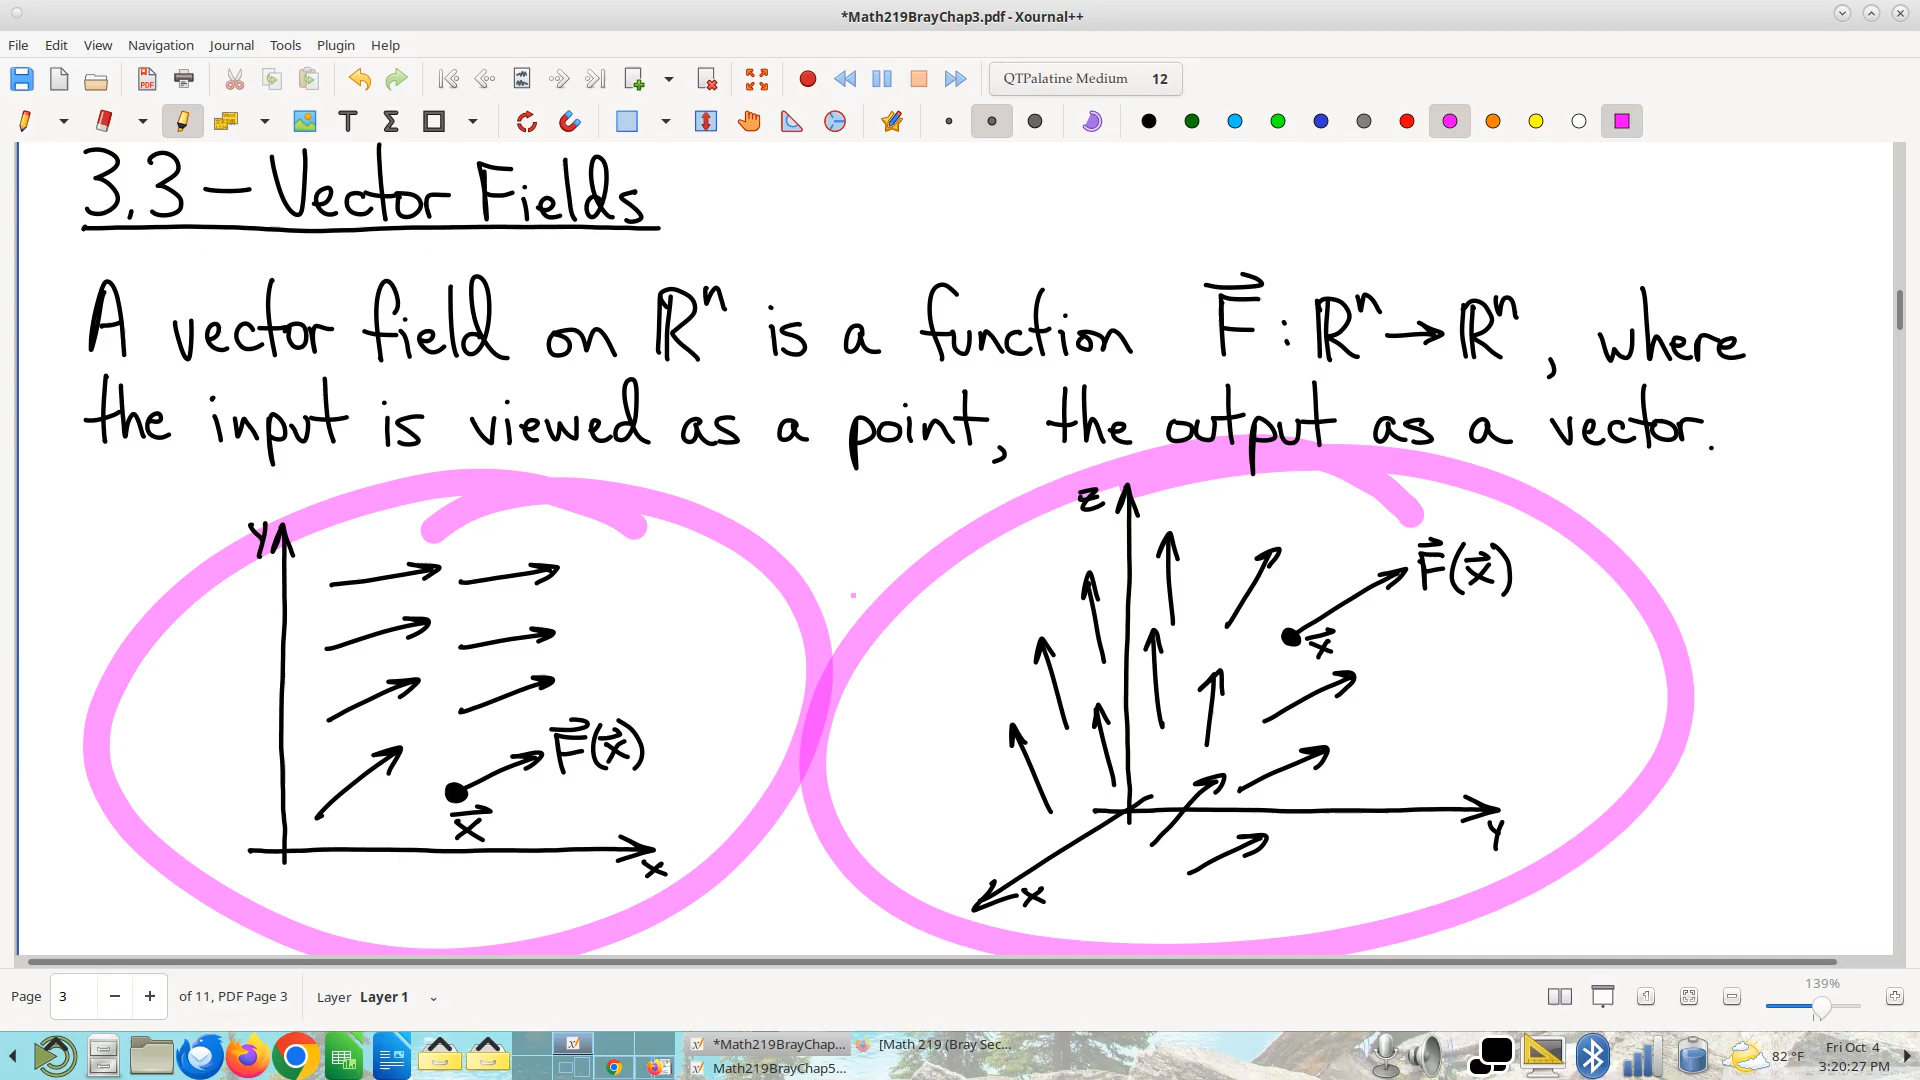 *Math219BrayChap3.pdf - Xournal++
File Edit View Navigation Journal Tools Plugin Help
QTPalatine Medium 12
3.3 – Vector Fields
A vector field on ℝⁿ is a function F⃗ : ℝⁿ → ℝⁿ, where
the input is viewed as a point, the output as a vector.
y
F⃗(x⃗)
x⃗
x
z
F⃗(x⃗)
x⃗
y
x
Page 3 of 11, PDF Page 3 Layer Layer 1 139%
*Math219BrayChap... [Math 219 (Bray Sec...
Math219BrayChap5...
82 °F
Fri Oct 4
3:20:27 PM